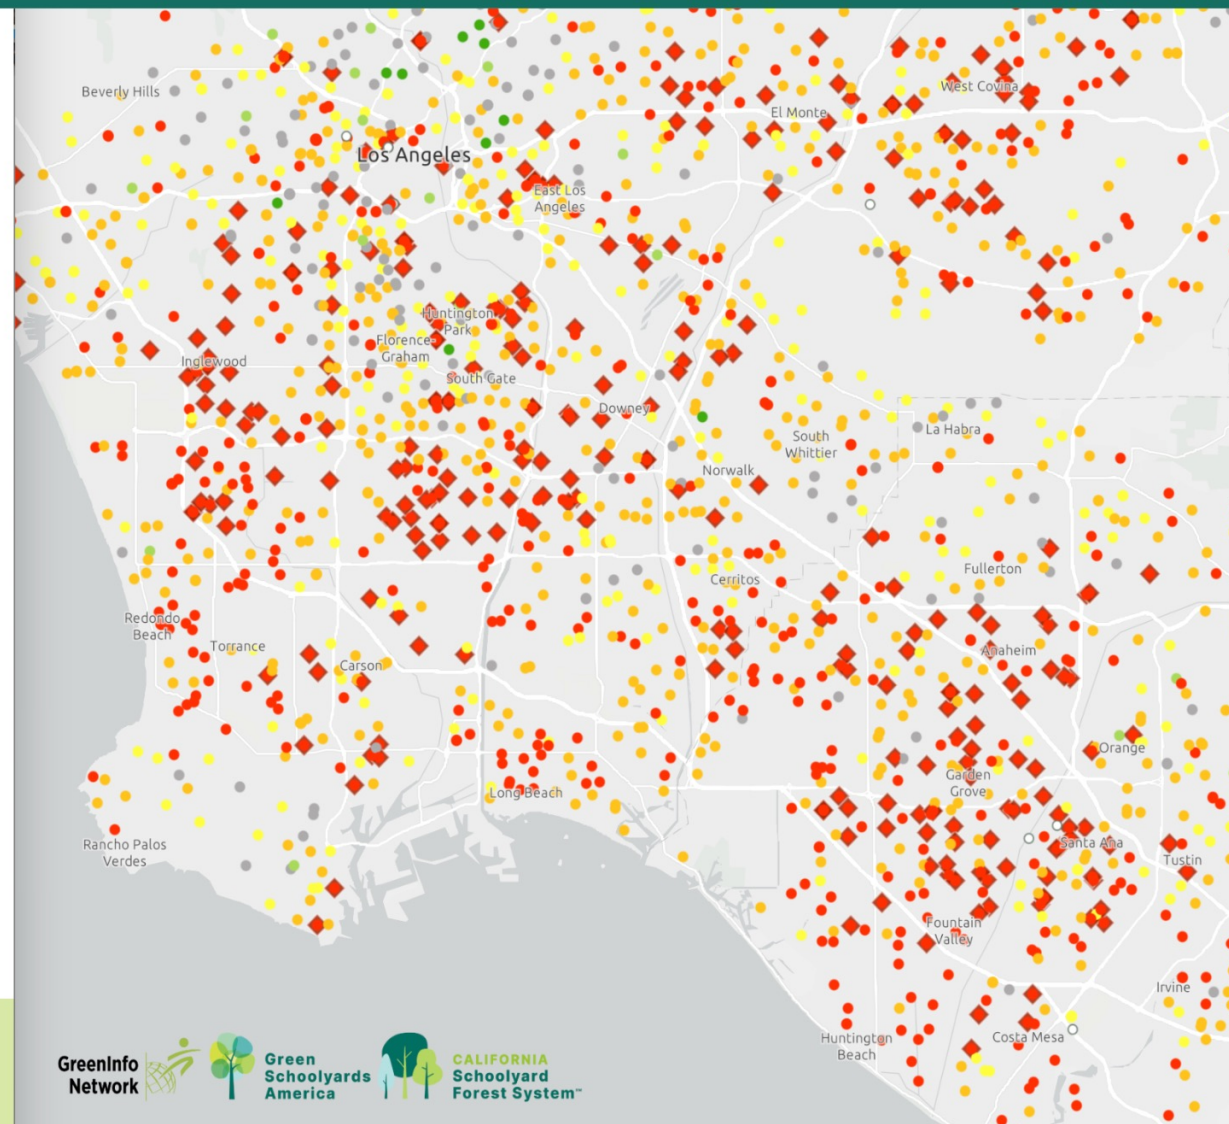 Beverly Hills
West Covina
El Monte
Los Angeles
East Los
Angeles
Huntington
Park
Florence-
Graham
Inglewood
South Gate
Downey
La Habra
South
Whittier
Norwalk
Fullerton
Cerritos
Redondo
Beach
Torrance
Anaheim
Carson
Orange
Garden
Grove
Long Beach
Rancho Palos
Verdes
Santa Ana
Tustin
Fountain
Valley
Irvine
Huntington
Beach
Costa Mesa
GreenInfo
Network
Green
Schoolyards
America
CALIFORNIA
Schoolyard
Forest System™